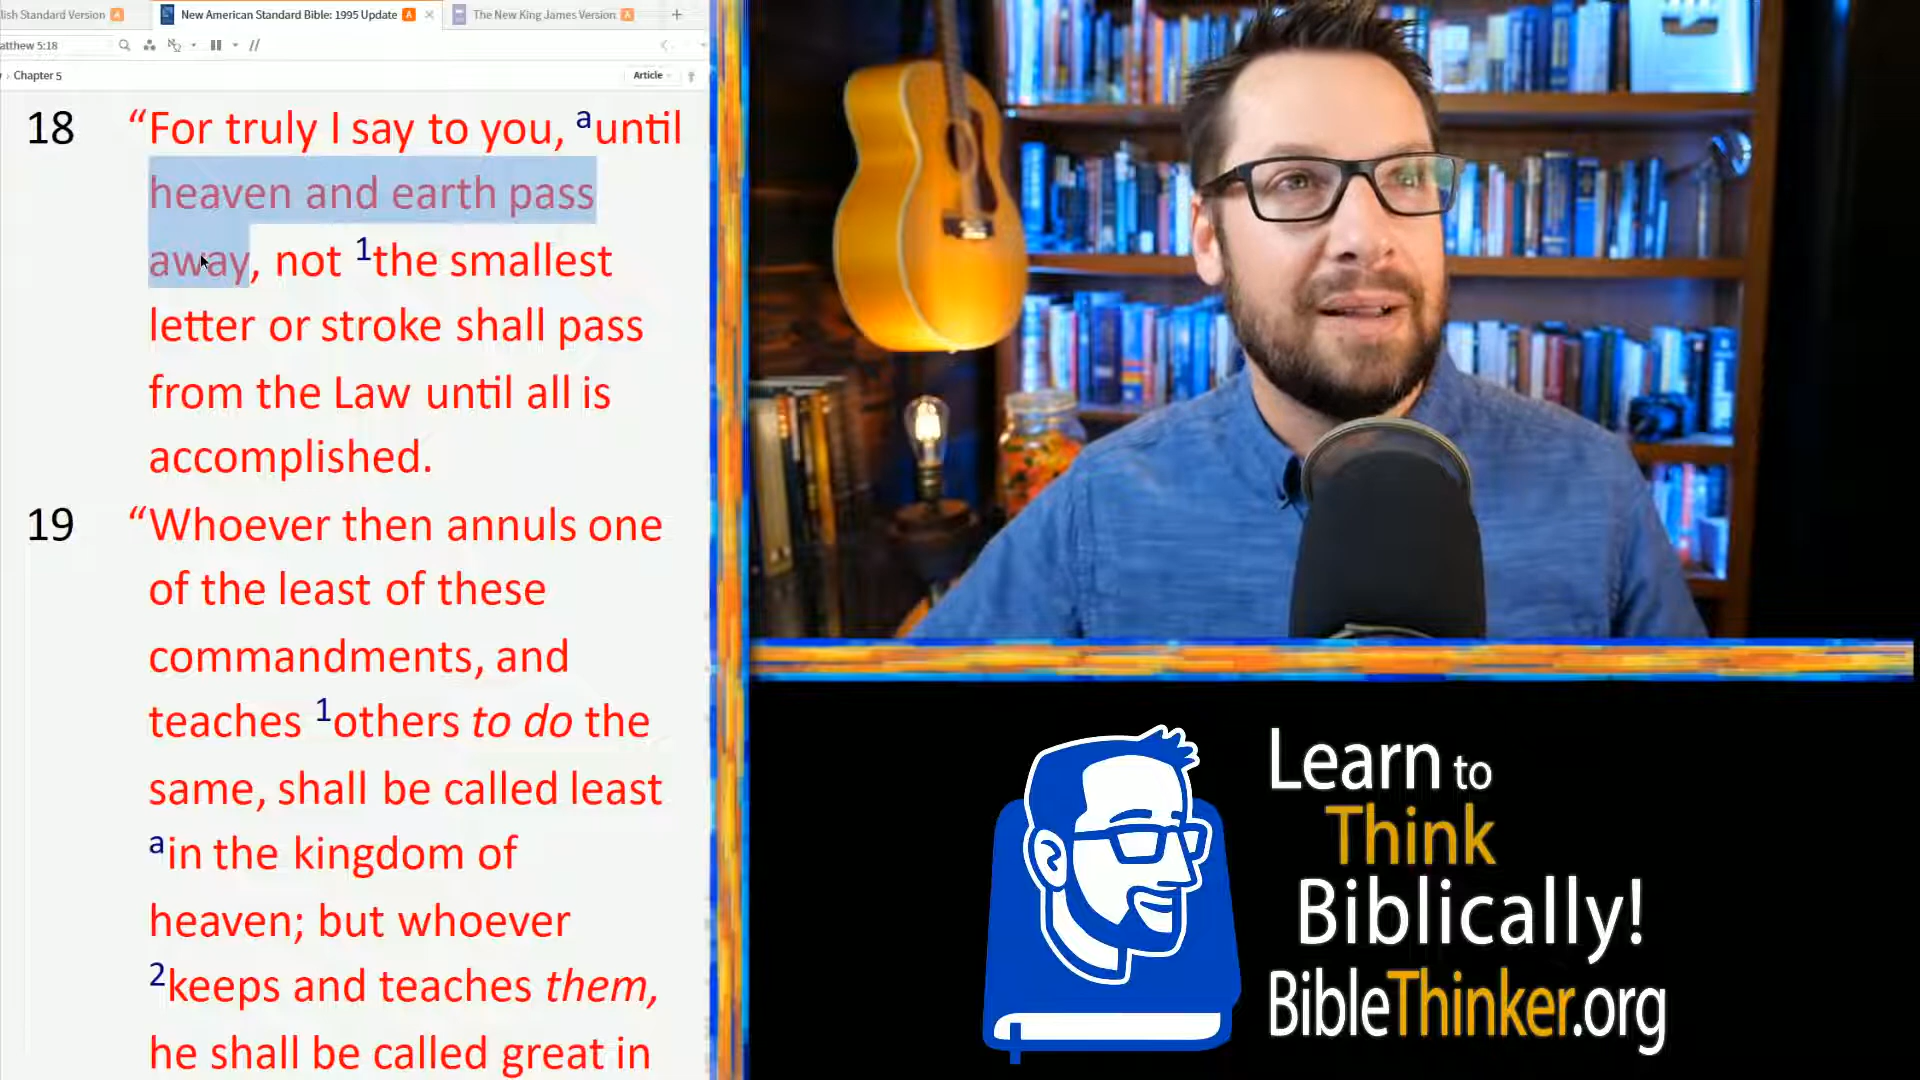 lish Standard Version A
New American Standard Bible: 1995 Update A
The New King James Version A
atthew 5:18
Chapter 5
Article
18 “For truly I say to you, ᵃuntil
heaven and earth pass
away, not ¹the smallest
letter or stroke shall pass
from the Law until all is
accomplished.
19 “Whoever then annuls one
of the least of these
commandments, and
teaches ¹others to do the
same, shall be called least
ᵃin the kingdom of
heaven; but whoever
²keeps and teaches them,
he shall be called great in
Learn to
Think
Biblically!
BibleThinker.org